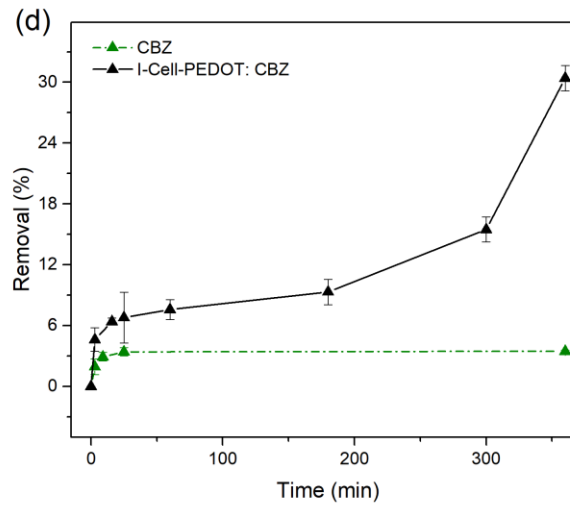 (d)
CBZ
I-Cell-PEDOT: CBZ
Removal (%)
30
24
18
12
6
0
0
100
200
300
Time (min)